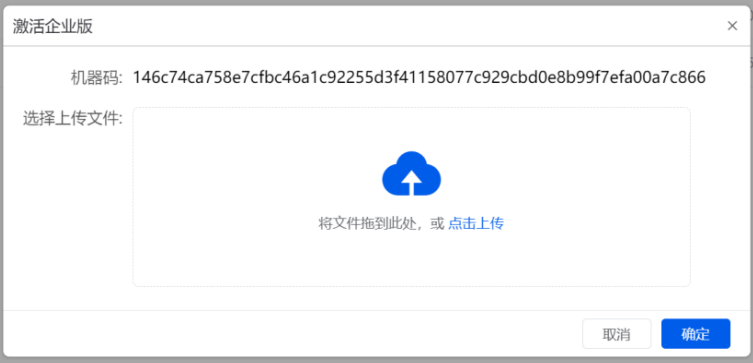 激活企业版
机器码: 146c74ca758e7cfbc46a1c92255d3f41158077c929cbd0e8b99f7efa00a7c866
选择上传文件:
将文件拖到此处，或 点击上传
取消 确定